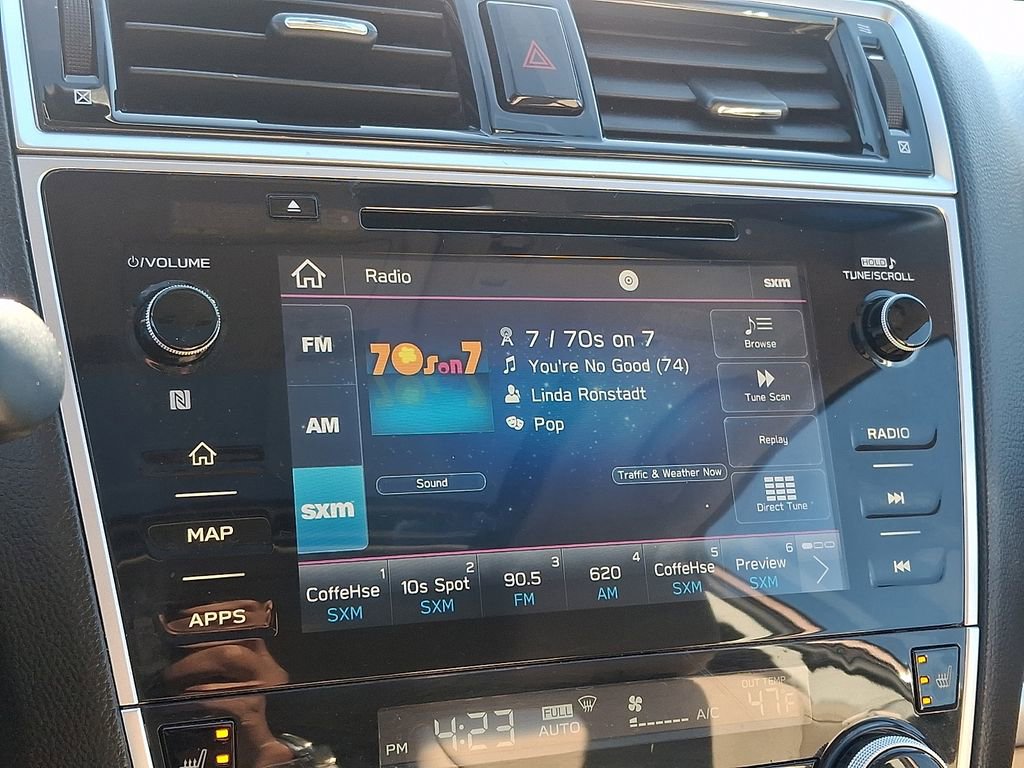 ⏻/VOLUME
HOLD ♪
TUNE/SCROLL
Radio
sxm
FM
AM
sxm
70s on 7
7 / 70s on 7
You're No Good (74)
Linda Ronstadt
Pop
Browse
Tune Scan
Replay
Direct Tune
Sound
Traffic & Weather Now
1
CoffeHse
SXM
2
10s Spot
SXM
3
90.5
FM
4
620
AM
5
CoffeHse
SXM
6
Preview
SXM
N
MAP
APPS
RADIO
PM 4:23
FULL
AUTO
A/C
OUT TEMP
47°F